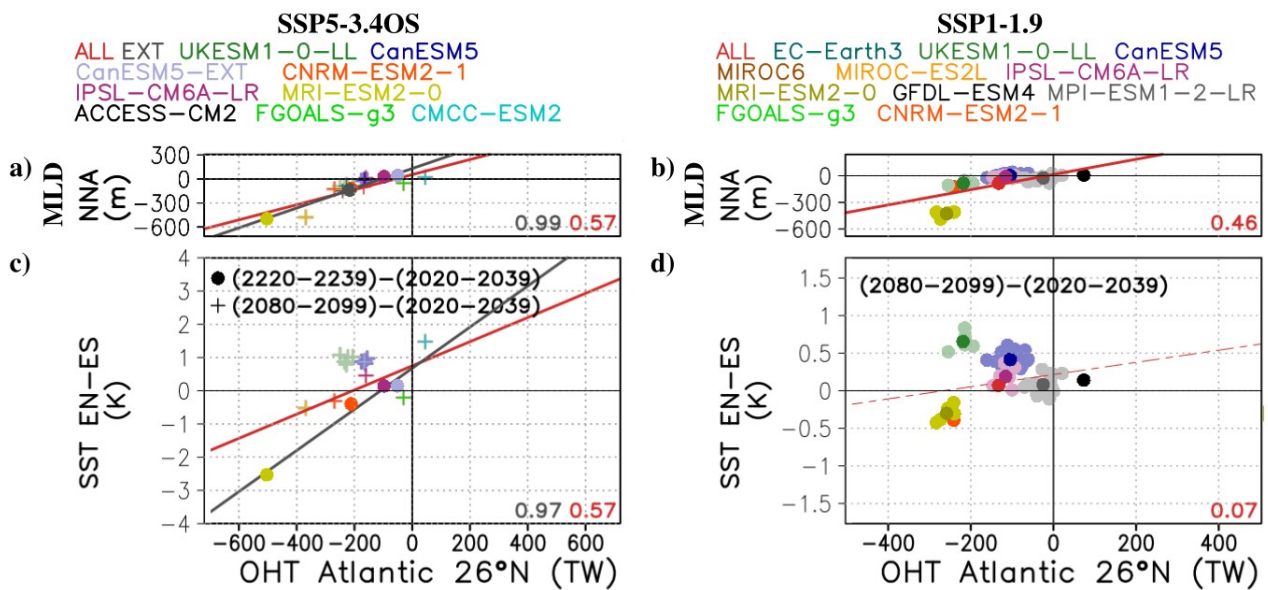 SSP5-3.4OS
ALL EXT UKESM1-0-LL CanESM5
CanESM5-EXT CNRM-ESM2-1
IPSL-CM6A-LR MRI-ESM2-0
ACCESS-CM2 FGOALS-g3 CMCC-ESM2
SSP1-1.9
ALL EC-Earth3 UKESM1-0-LL CanESM5
MIROC6 MIROC-ES2L IPSL-CM6A-LR
MRI-ESM2-0 GFDL-ESM4 MPI-ESM1-2-LR
FGOALS-g3 CNRM-ESM2-1
a)
MLD
NNA
(m)
300
0
-300
-600
0.99 0.57
b)
MLD
NNA
(m)
0
-300
-600
0.46
c)
SST EN-ES
(K)
4
3
2
1
0
-1
-2
-3
-4
(2220-2239)-(2020-2039)
(2080-2099)-(2020-2039)
0.97 0.57
-600 -400 -200 0 200 400 600
OHT Atlantic 26°N (TW)
d)
SST EN-ES
(K)
1.5
1
0.5
0
-0.5
-1
-1.5
(2080-2099)-(2020-2039)
0.07
-400 -200 0 200 400
OHT Atlantic 26°N (TW)